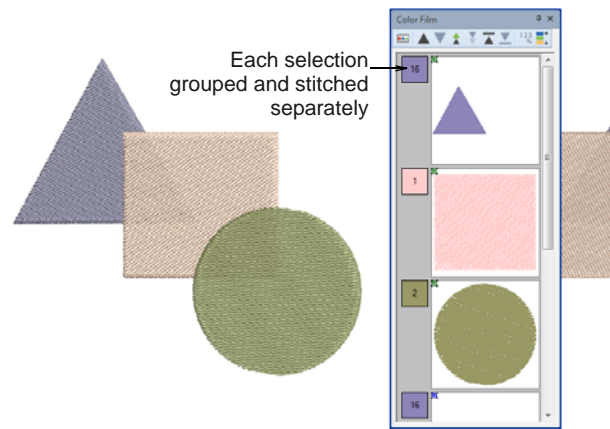 Color Film
Each selection
grouped and stitched
separately
16
1
2
16